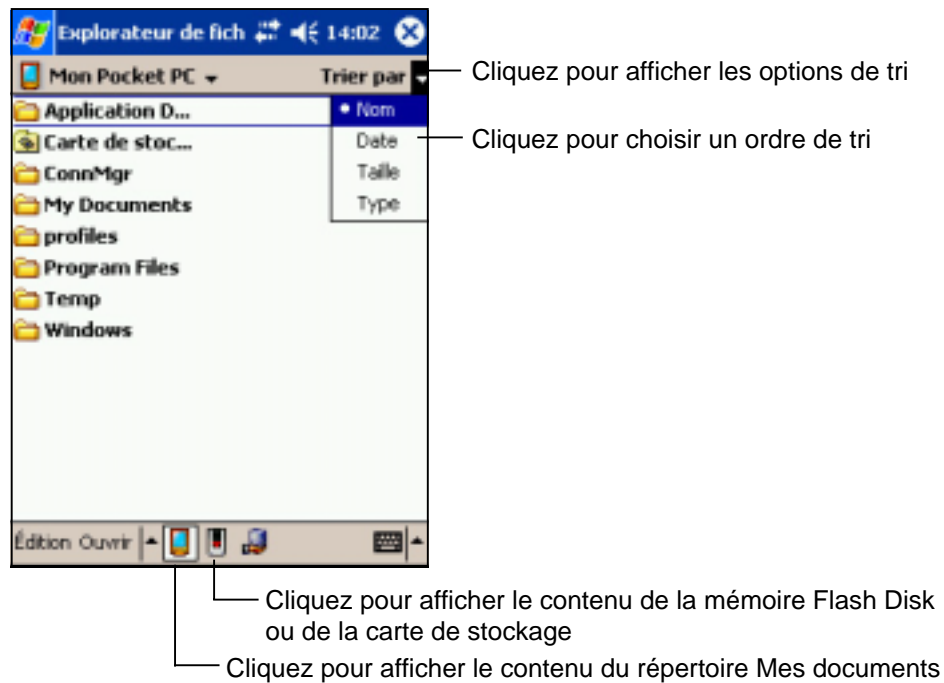 Explorateur de fich 14:02
Mon Pocket PC Trier par
Cliquez pour afficher les options de tri
Application D...
Nom
Carte de stoc...
Date
Cliquez pour choisir un ordre de tri
ConnMgr
Taille
My Documents
Type
profiles
Program Files
Temp
Windows
Édition Ouvrir
Cliquez pour afficher le contenu de la mémoire Flash Disk
ou de la carte de stockage
Cliquez pour afficher le contenu du répertoire Mes documents